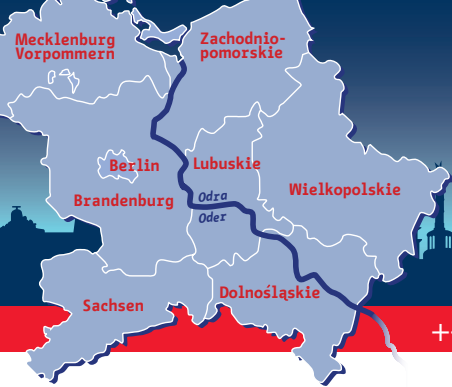 Mecklenburg
Vorpommern
Zachodnio-
pomorskie
Berlin
Lubuskie
Brandenburg
Wielkopolskie
Odra
Oder
Sachsen
Dolnośląskie